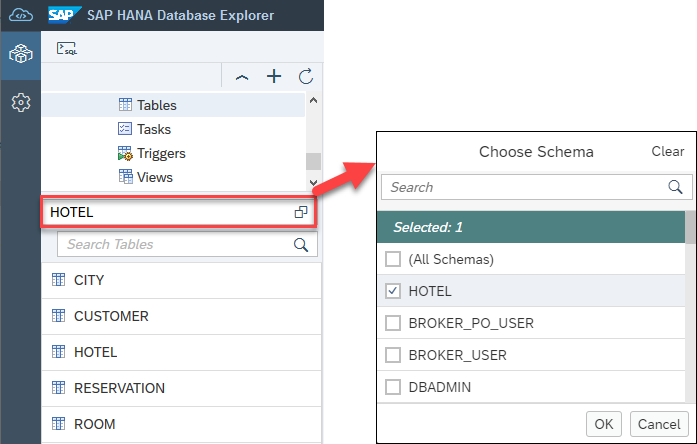 SAP SAP HANA Database Explorer
SQL
Tables
Tasks
Triggers
Views
HOTEL
Search Tables
CITY
CUSTOMER
HOTEL
RESERVATION
ROOM
Choose Schema Clear
Search
Selected: 1
(All Schemas)
HOTEL
BROKER_PO_USER
BROKER_USER
DBADMIN
OK Cancel